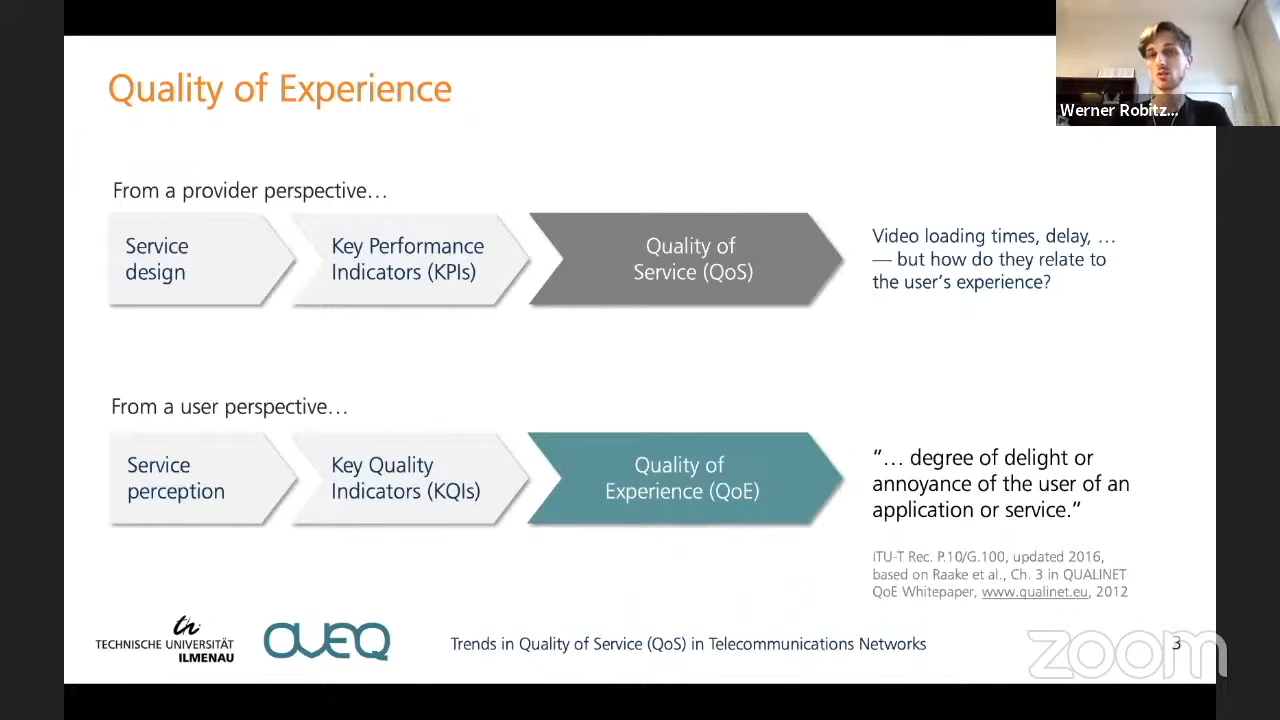 Quality of Experience
Werner Robitz...
From a provider perspective…
Service
design
Key Performance
Indicators (KPIs)
Quality of
Service (QoS)
Video loading times, delay, …
— but how do they relate to
the user’s experience?
From a user perspective…
Service
perception
Key Quality
Indicators (KQIs)
Quality of
Experience (QoE)
“… degree of delight or
annoyance of the user of an
application or service.”
ITU-T Rec. P.10/G.100, updated 2016,
based on Raake et al., Ch. 3 in QUALINET
QoE Whitepaper, www.qualinet.eu, 2012
th
TECHNISCHE UNIVERSITÄT
ILMENAU
AVEQ
Trends in Quality of Service (QoS) in Telecommunications Networks
3
zoom